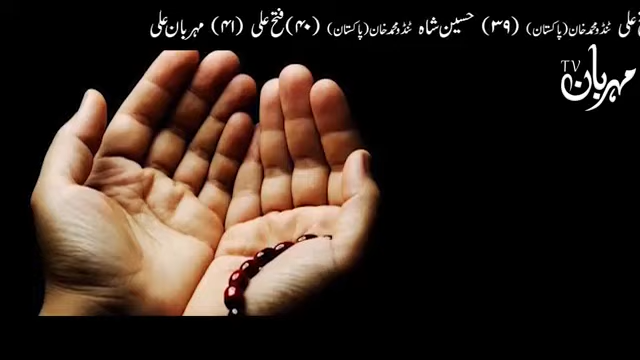 علی ٹنڈو محمد خان (پاکستان) (۳۹) حسین شاہ ٹنڈو محمد خان (پاکستان) (۴۰) فتح علی (۴۱) مہربان علی
مہربان TV